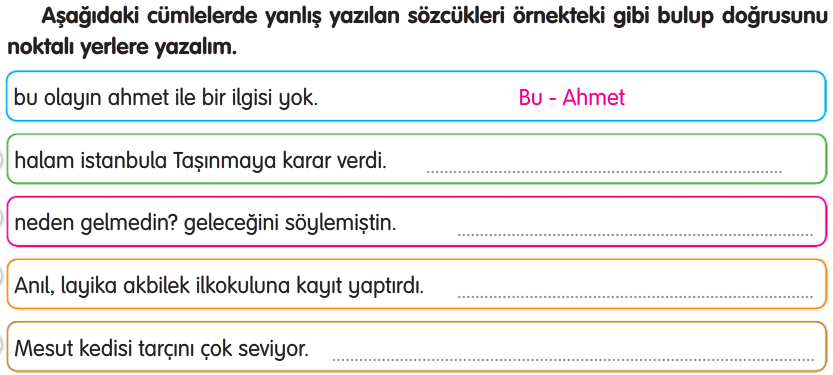 Aşağıdaki cümlelerde yanlış yazılan sözcükleri örnekteki gibi bulup doğrusunu
noktalı yerlere yazalım.
bu olayın ahmet ile bir ilgisi yok. Bu - Ahmet
halam istanbula Taşınmaya karar verdi. ................................................
neden gelmedin? geleceğini söylemiştin. ................................................
Anıl, layika akbilek ilkokuluna kayıt yaptırdı. ................................................
Mesut kedisi tarçını çok seviyor. ................................................